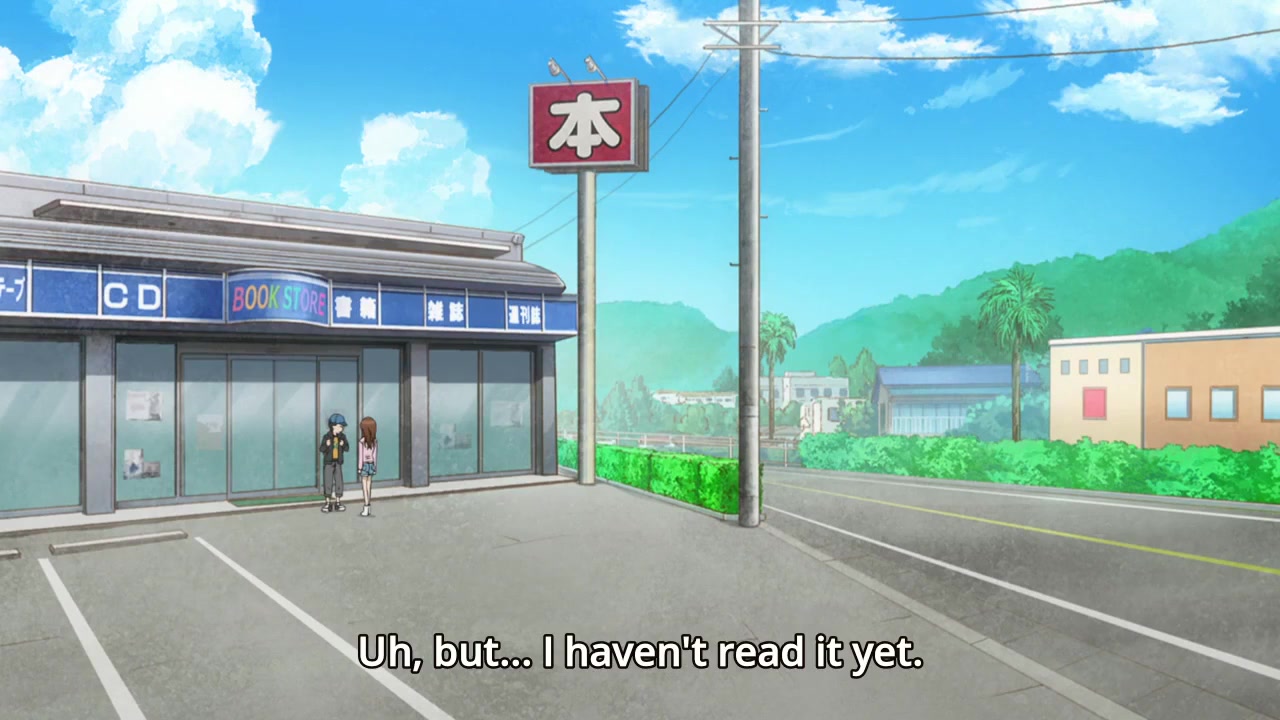 本
テープ
CD
BOOK STORE
書籍
雑誌
週刊誌
Uh, but... I haven't read it yet.